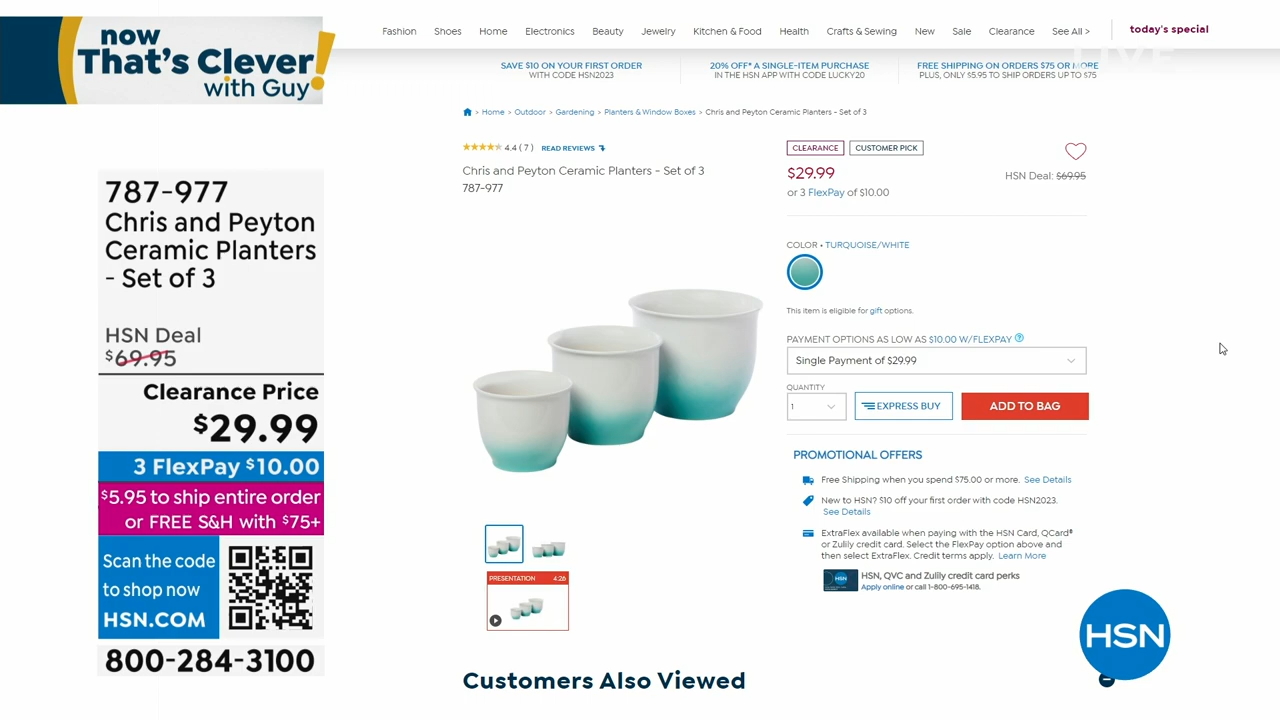 now
That's Clever!
with Guy
Fashion Shoes Home Electronics Beauty Jewelry Kitchen & Food Health Crafts & Sewing New Sale Clearance See All > today's special
LIVE
SAVE $10 ON YOUR FIRST ORDER
WITH CODE HSN2023
20% OFF* A SINGLE-ITEM PURCHASE
IN THE HSN APP WITH CODE LUCKY20
FREE SHIPPING ON ORDERS $75 OR MORE
PLUS, ONLY $5.95 TO SHIP ORDERS UP TO $75
> Home > Outdoor > Gardening > Planters & Window Boxes > Chris and Peyton Ceramic Planters - Set of 3
4.4 ( 7 ) READ REVIEWS
Chris and Peyton Ceramic Planters - Set of 3
787-977
CLEARANCE CUSTOMER PICK
$29.99 HSN Deal: $69.95
or 3 FlexPay of $10.00
COLOR • TURQUOISE/WHITE
This item is eligible for gift options.
PAYMENT OPTIONS AS LOW AS $10.00 W/FLEXPAY ?
Single Payment of $29.99
QUANTITY
1 EXPRESS BUY ADD TO BAG
PROMOTIONAL OFFERS
Free Shipping when you spend $75.00 or more. See Details
New to HSN? $10 off your first order with code HSN2023.
See Details
ExtraFlex available when paying with the HSN Card, QCard®
or Zulily credit card. Select the FlexPay option above and
then select ExtraFlex. Credit terms apply. Learn More
HSN
HSN, QVC and Zulily credit card perks
Apply online or call 1-800-695-1418.
PRESENTATION 4:26
Customers Also Viewed
787-977
Chris and Peyton
Ceramic Planters
- Set of 3
HSN Deal
$69.95
Clearance Price
$29.99
3 FlexPay $10.00
$5.95 to ship entire order
or FREE S&H with $75+
Scan the code
to shop now
HSN.COM
800-284-3100
HSN